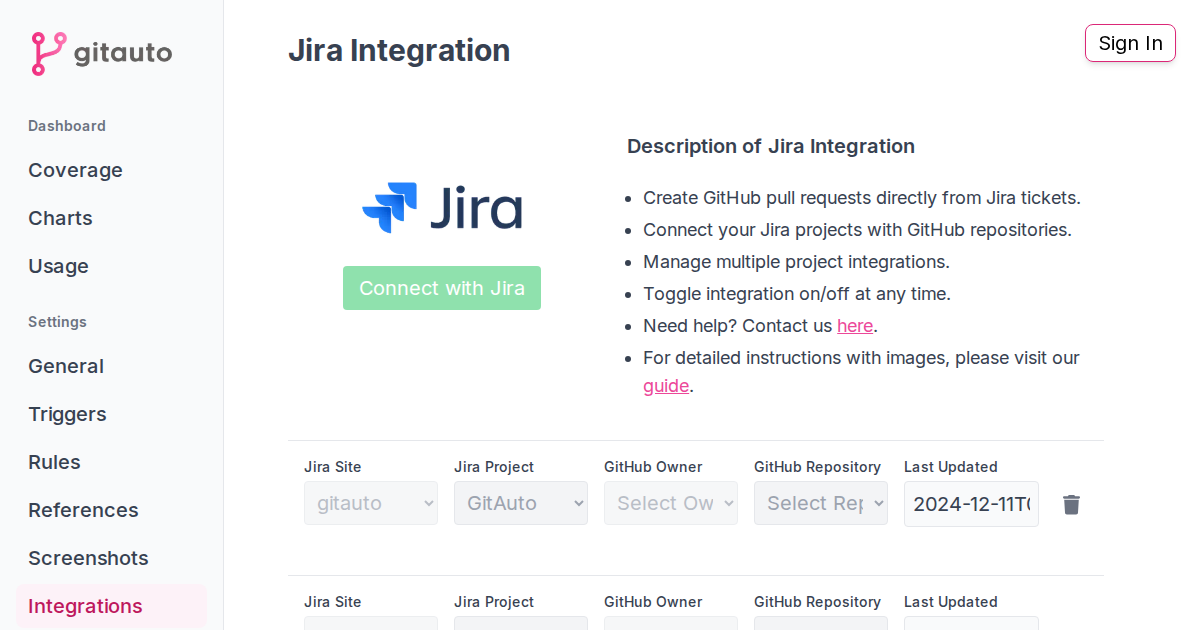 gitauto
Jira Integration
Sign In
Dashboard
Coverage
Charts
Usage
Settings
General
Triggers
Rules
References
Screenshots
Integrations
Jira
Connect with Jira
Description of Jira Integration
Create GitHub pull requests directly from Jira tickets.
Connect your Jira projects with GitHub repositories.
Manage multiple project integrations.
Toggle integration on/off at any time.
Need help? Contact us here.
For detailed instructions with images, please visit our
guide.
Jira Site Jira Project GitHub Owner GitHub Repository Last Updated
gitauto GitAuto Select Ow Select Rep 2024-12-11T0
Jira Site Jira Project GitHub Owner GitHub Repository Last Updated